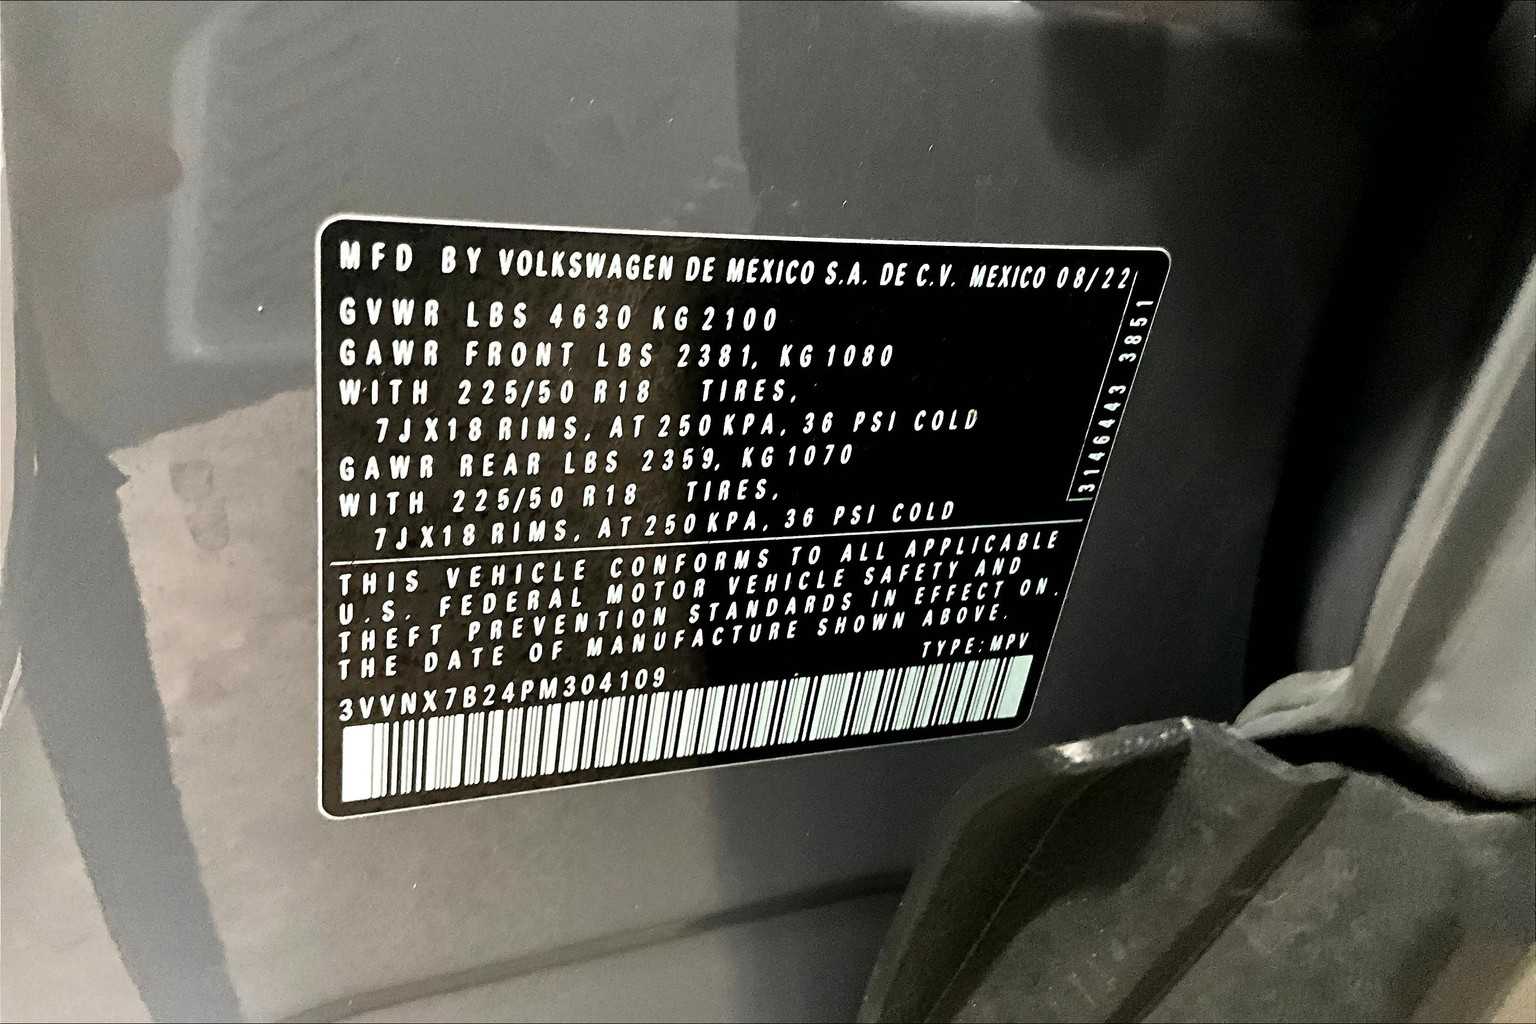 MFD BY VOLKSWAGEN DE MEXICO S.A. DE C.V. MEXICO 08/22
GVWR LBS 4630 KG 2100
GAWR FRONT LBS 2381, KG 1080
WITH 225/50 R18 TIRES,
7JX18 RIMS, AT 250 KPA, 36 PSI COLD
GAWR REAR LBS 2359, KG 1070
WITH 225/50 R18 TIRES,
7JX18 RIMS, AT 250 KPA, 36 PSI COLD
3146443 3851
THIS VEHICLE CONFORMS TO ALL APPLICABLE
U.S. FEDERAL MOTOR VEHICLE SAFETY AND
THEFT PREVENTION STANDARDS IN EFFECT ON
THE DATE OF MANUFACTURE SHOWN ABOVE.
TYPE: MPV
3VVNX7B24PM304109